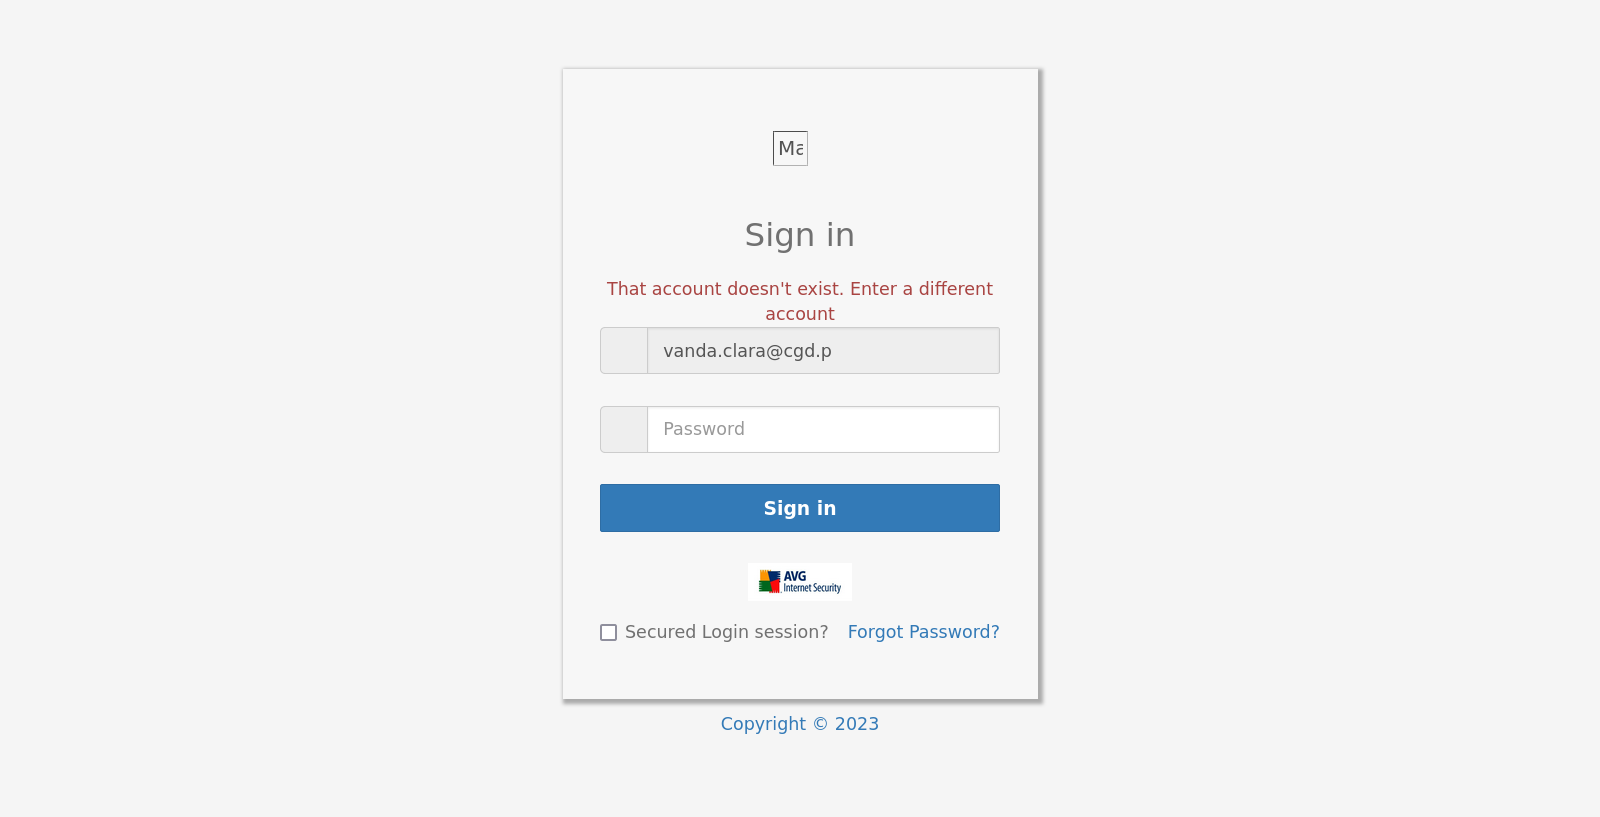 Ma
Sign in
That account doesn't exist. Enter a different
account
vanda.clara@cgd.p
Password
Sign in
AVG
Internet Security
Secured Login session? Forgot Password?
Copyright © 2023